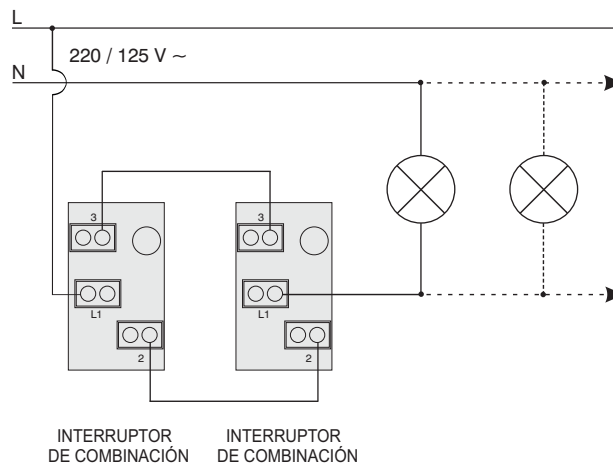 L
220 / 125 V ~
N
3
3
L1
L1
2
2
INTERRUPTOR
DE COMBINACIÓN
INTERRUPTOR
DE COMBINACIÓN